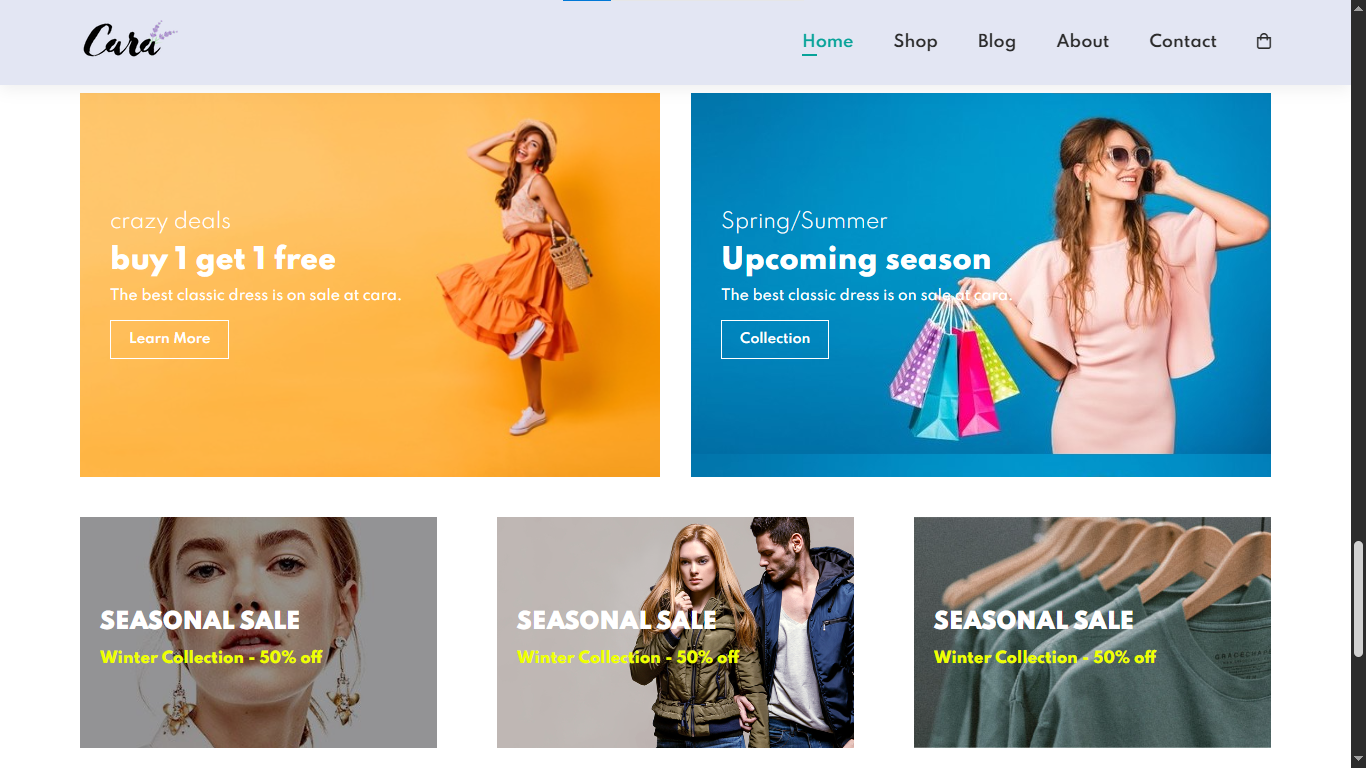 Cara
Home Shop Blog About Contact
crazy deals
buy 1 get 1 free
The best classic dress is on sale at cara.
Learn More
Spring/Summer
Upcoming season
The best classic dress is on sale at cara.
Collection
SEASONAL SALE
Winter Collection - 50% off
SEASONAL SALE
Winter Collection - 50% off
SEASONAL SALE
Winter Collection - 50% off